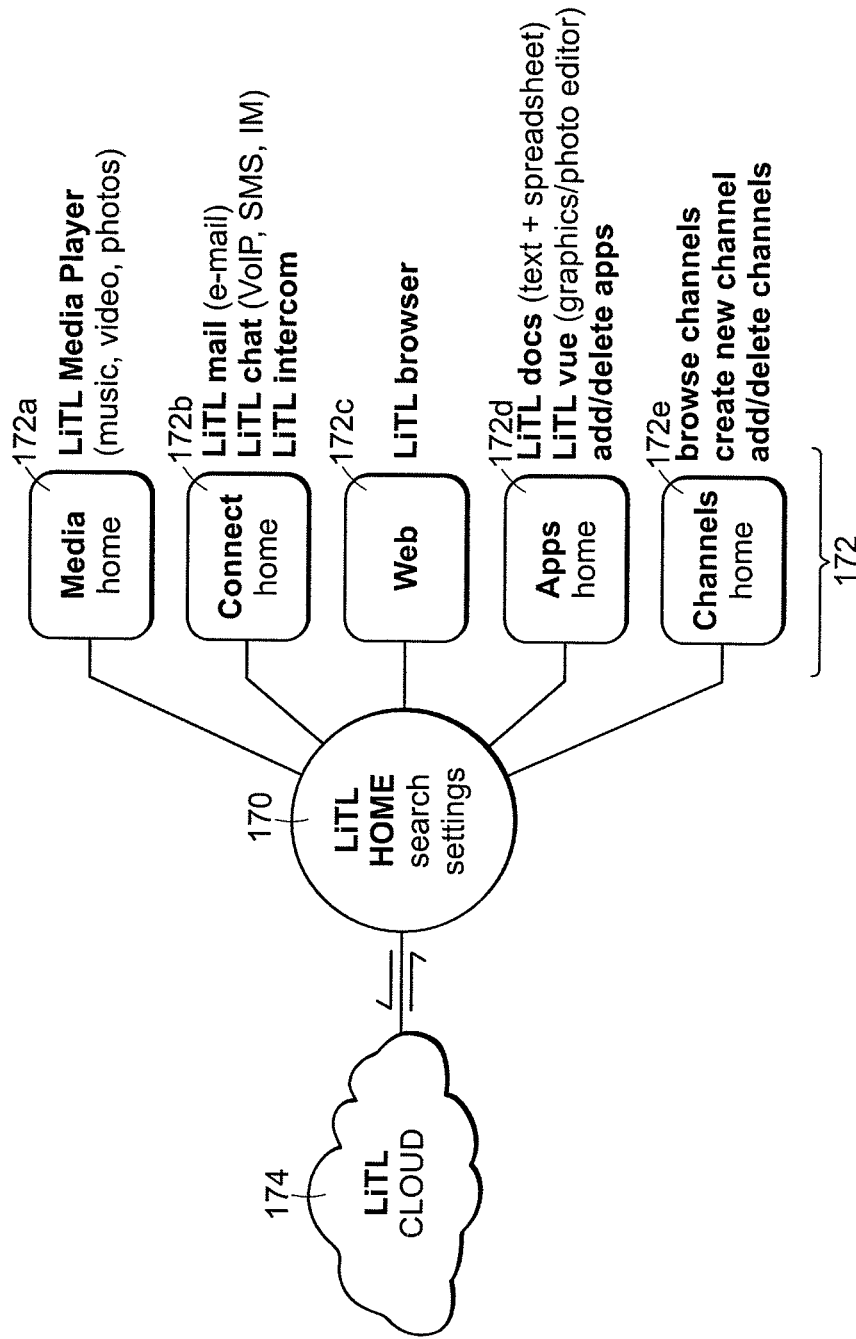 174
LiTL
CLOUD
170
LiTL
HOME
search
settings
172a
Media
home
LiTL Media Player
(music, video, photos)
172b
Connect
home
LiTL mail (e-mail)
LiTL chat (VoIP, SMS, IM)
LiTL intercom
172c
Web
LiTL browser
172d
Apps
home
LiTL docs (text + spreadsheet)
LiTL vue (graphics/photo editor)
add/delete apps
172e
Channels
home
browse channels
create new channel
add/delete channels
172